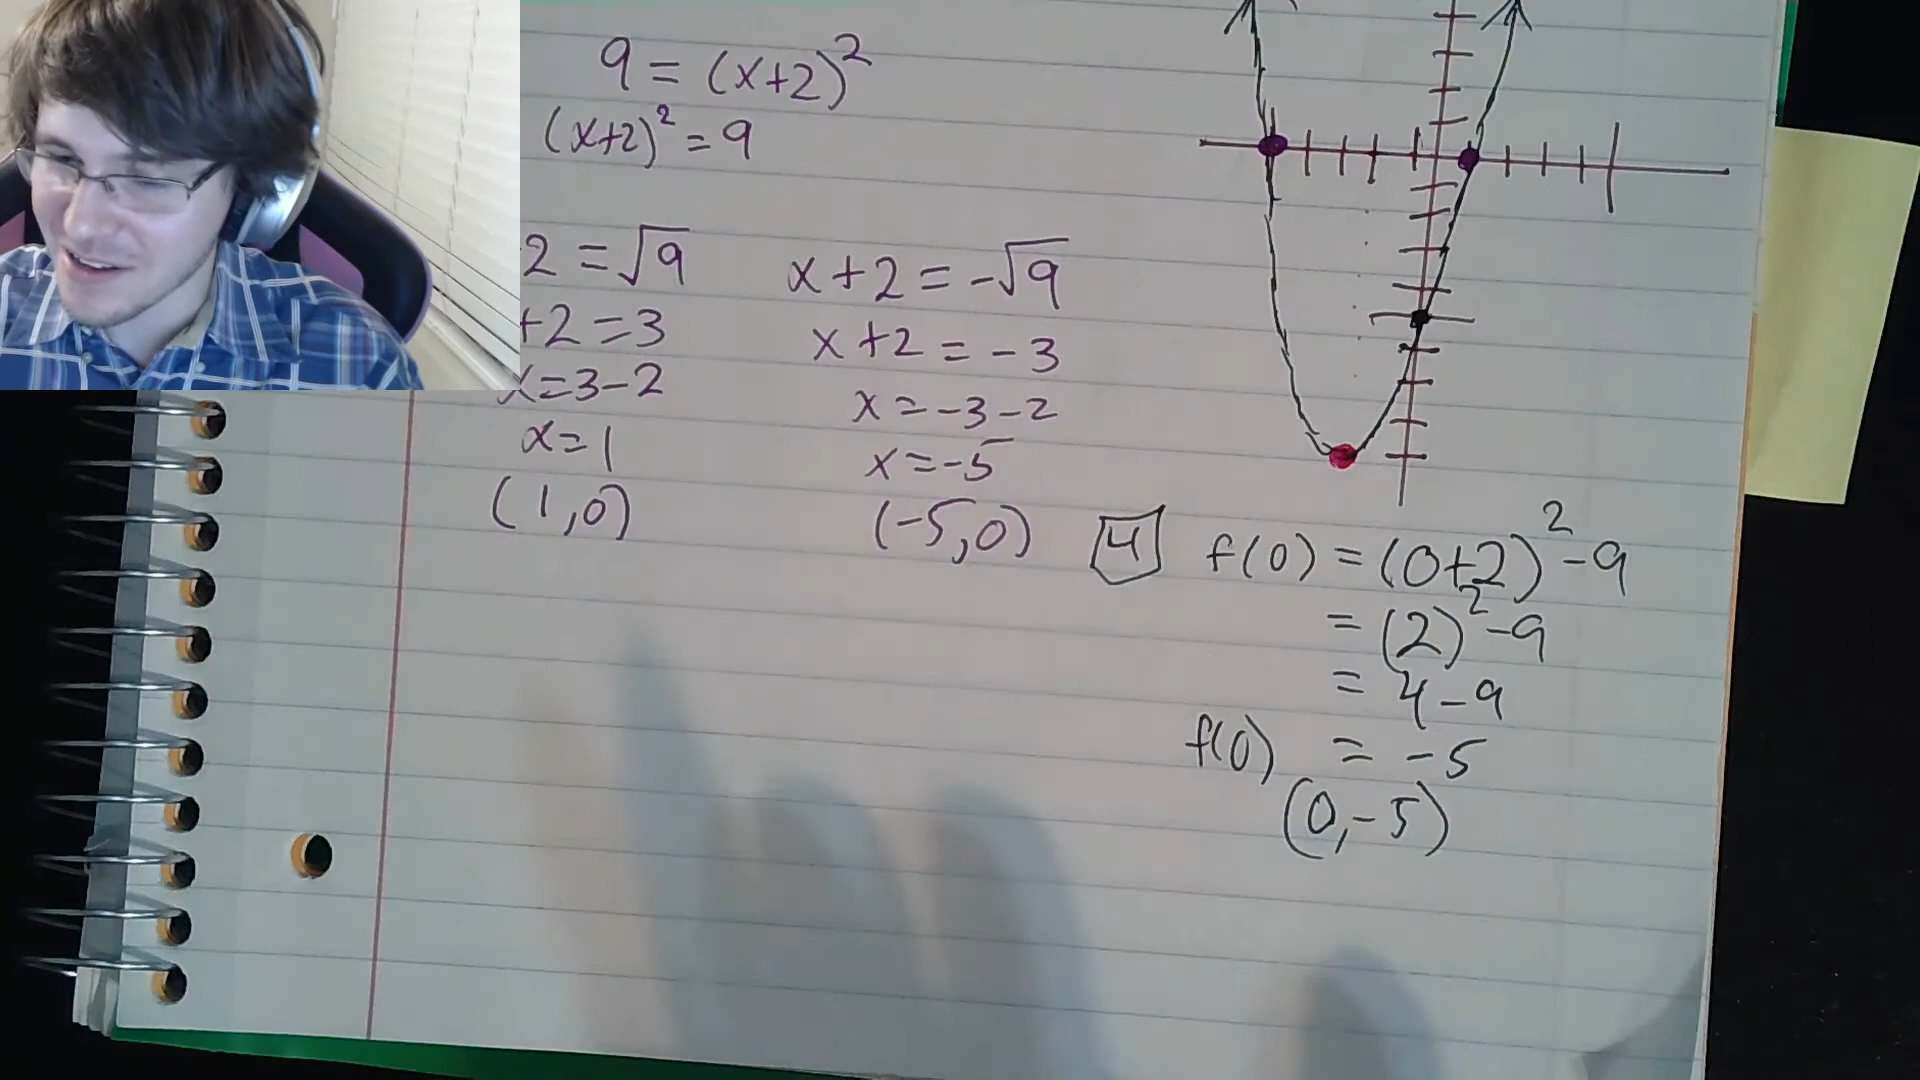 9 = (x+2)²
(x+2)² = 9
2 = √9
+2 = 3
x = 3 - 2
x = 1
(1,0)
x + 2 = -√9
x + 2 = -3
x = -3 - 2
x = -5
(-5,0)
4 f(0) = (0+2)² - 9
= (2)² - 9
= 4 - 9
f(0) = -5
(0,-5)